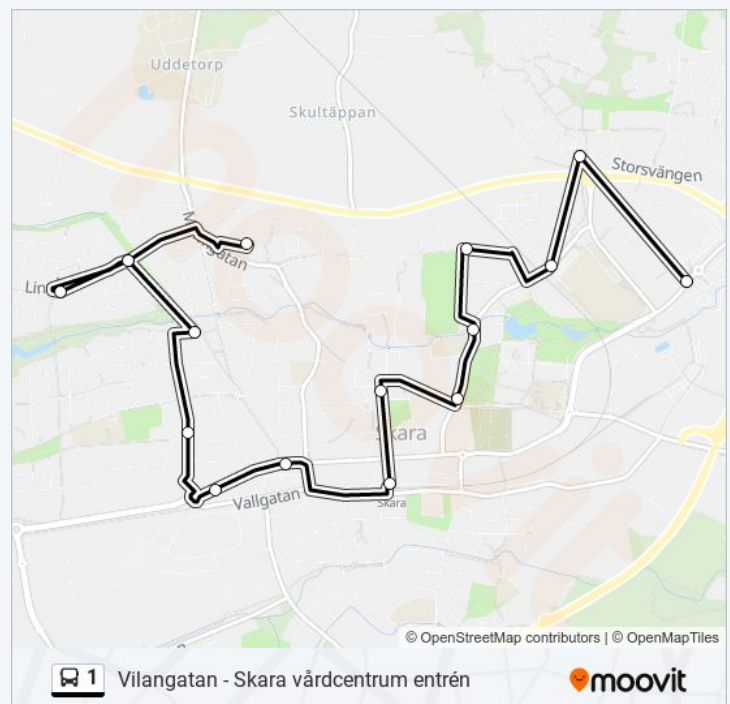 Uddetorp
Skultäppan
Storsvängen
Skara
Vallgatan
Skara
© OpenStreetMap contributors | © OpenMapTiles
1 Vilangatan - Skara vårdcentrum entrén
moovit